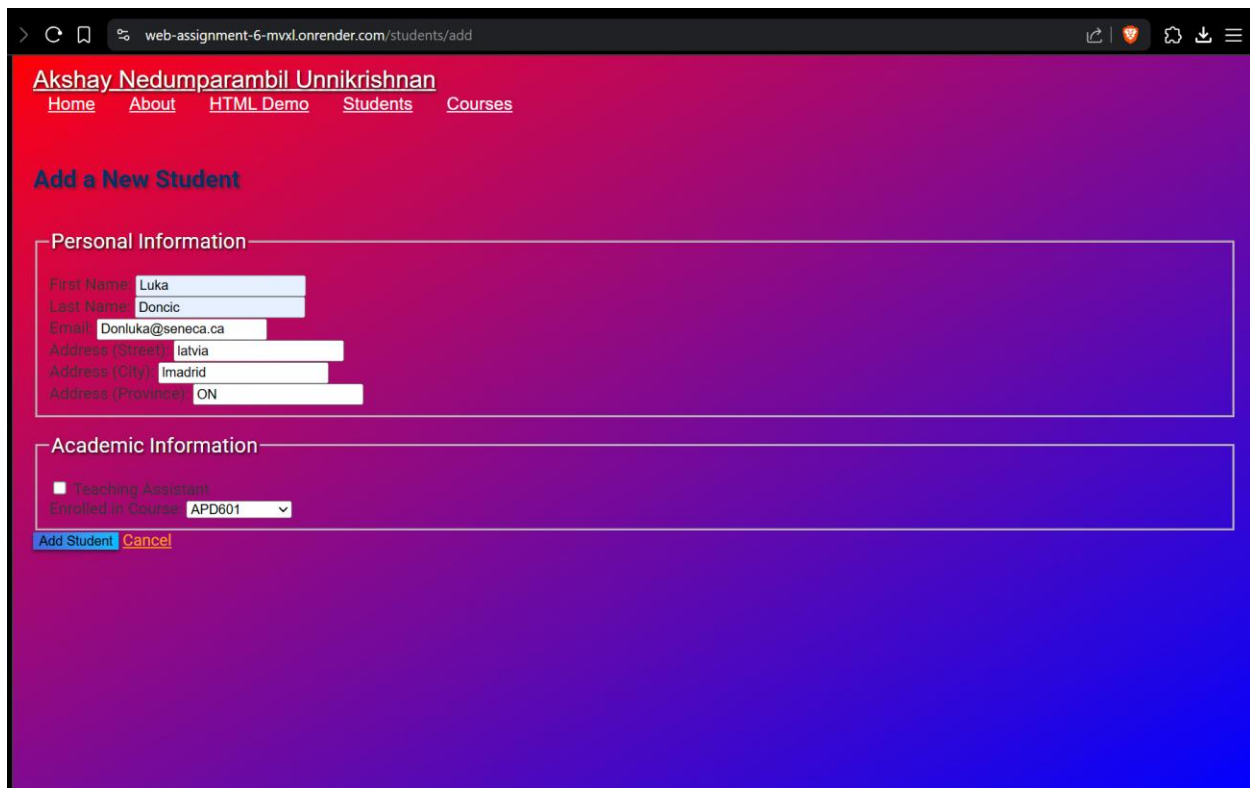 web-assignment-6-mvxl.onrender.com/students/add
Akshay Nedumparambil Unnikrishnan
Home About HTML Demo Students Courses
Add a New Student
Personal Information
First Name: Luka
Last Name: Doncic
Email: Donluka@seneca.ca
Address (Street): latvia
Address (City): lmadrid
Address (Province): ON
Academic Information
Teaching Assistant
Enrolled in Course: APD601
Add Student Cancel